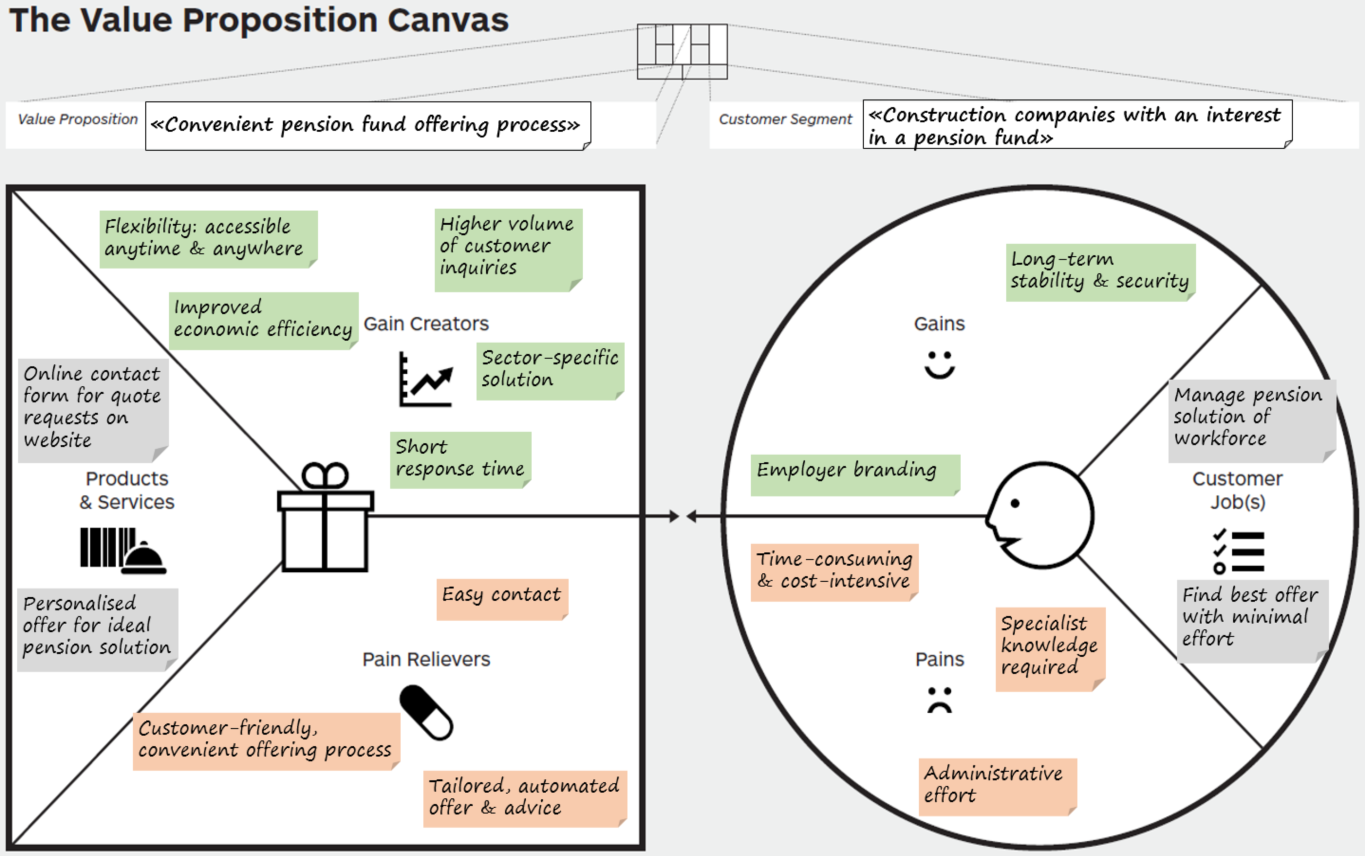 The Value Proposition Canvas
Value Proposition
«Convenient pension fund offering process»
Customer Segment
«Construction companies with an interest
in a pension fund»
Flexibility: accessible
anytime & anywhere
Higher volume
of customer
inquiries
Improved
economic efficiency
Gain Creators
Sector-specific
solution
Short
response time
Online contact
form for quote
requests on
website
Products
& Services
Personalised
offer for ideal
pension solution
Easy contact
Pain Relievers
Customer-friendly,
convenient offering process
Tailored, automated
offer & advice
Long-term
stability & security
Gains
Employer branding
Manage pension
solution of
workforce
Customer
Job(s)
Find best offer
with minimal
effort
Time-consuming
& cost-intensive
Specialist
knowledge
required
Pains
Administrative
effort